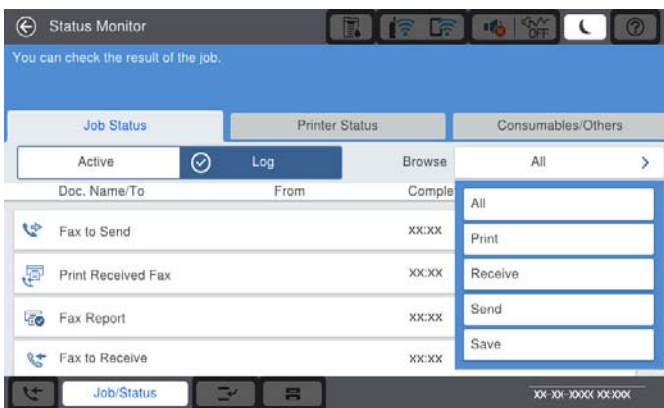 Status Monitor
OFF
You can check the result of the job.
Job Status Printer Status Consumables/Others
Active Log Browse All
Doc. Name/To From Comple
All
Fax to Send XX:XX
Print
Print Received Fax XX:XX
Receive
Fax Report XX:XX
Send
Fax to Receive XX:XX
Save
Job/Status XX-XX-XXXX XX:XXXX